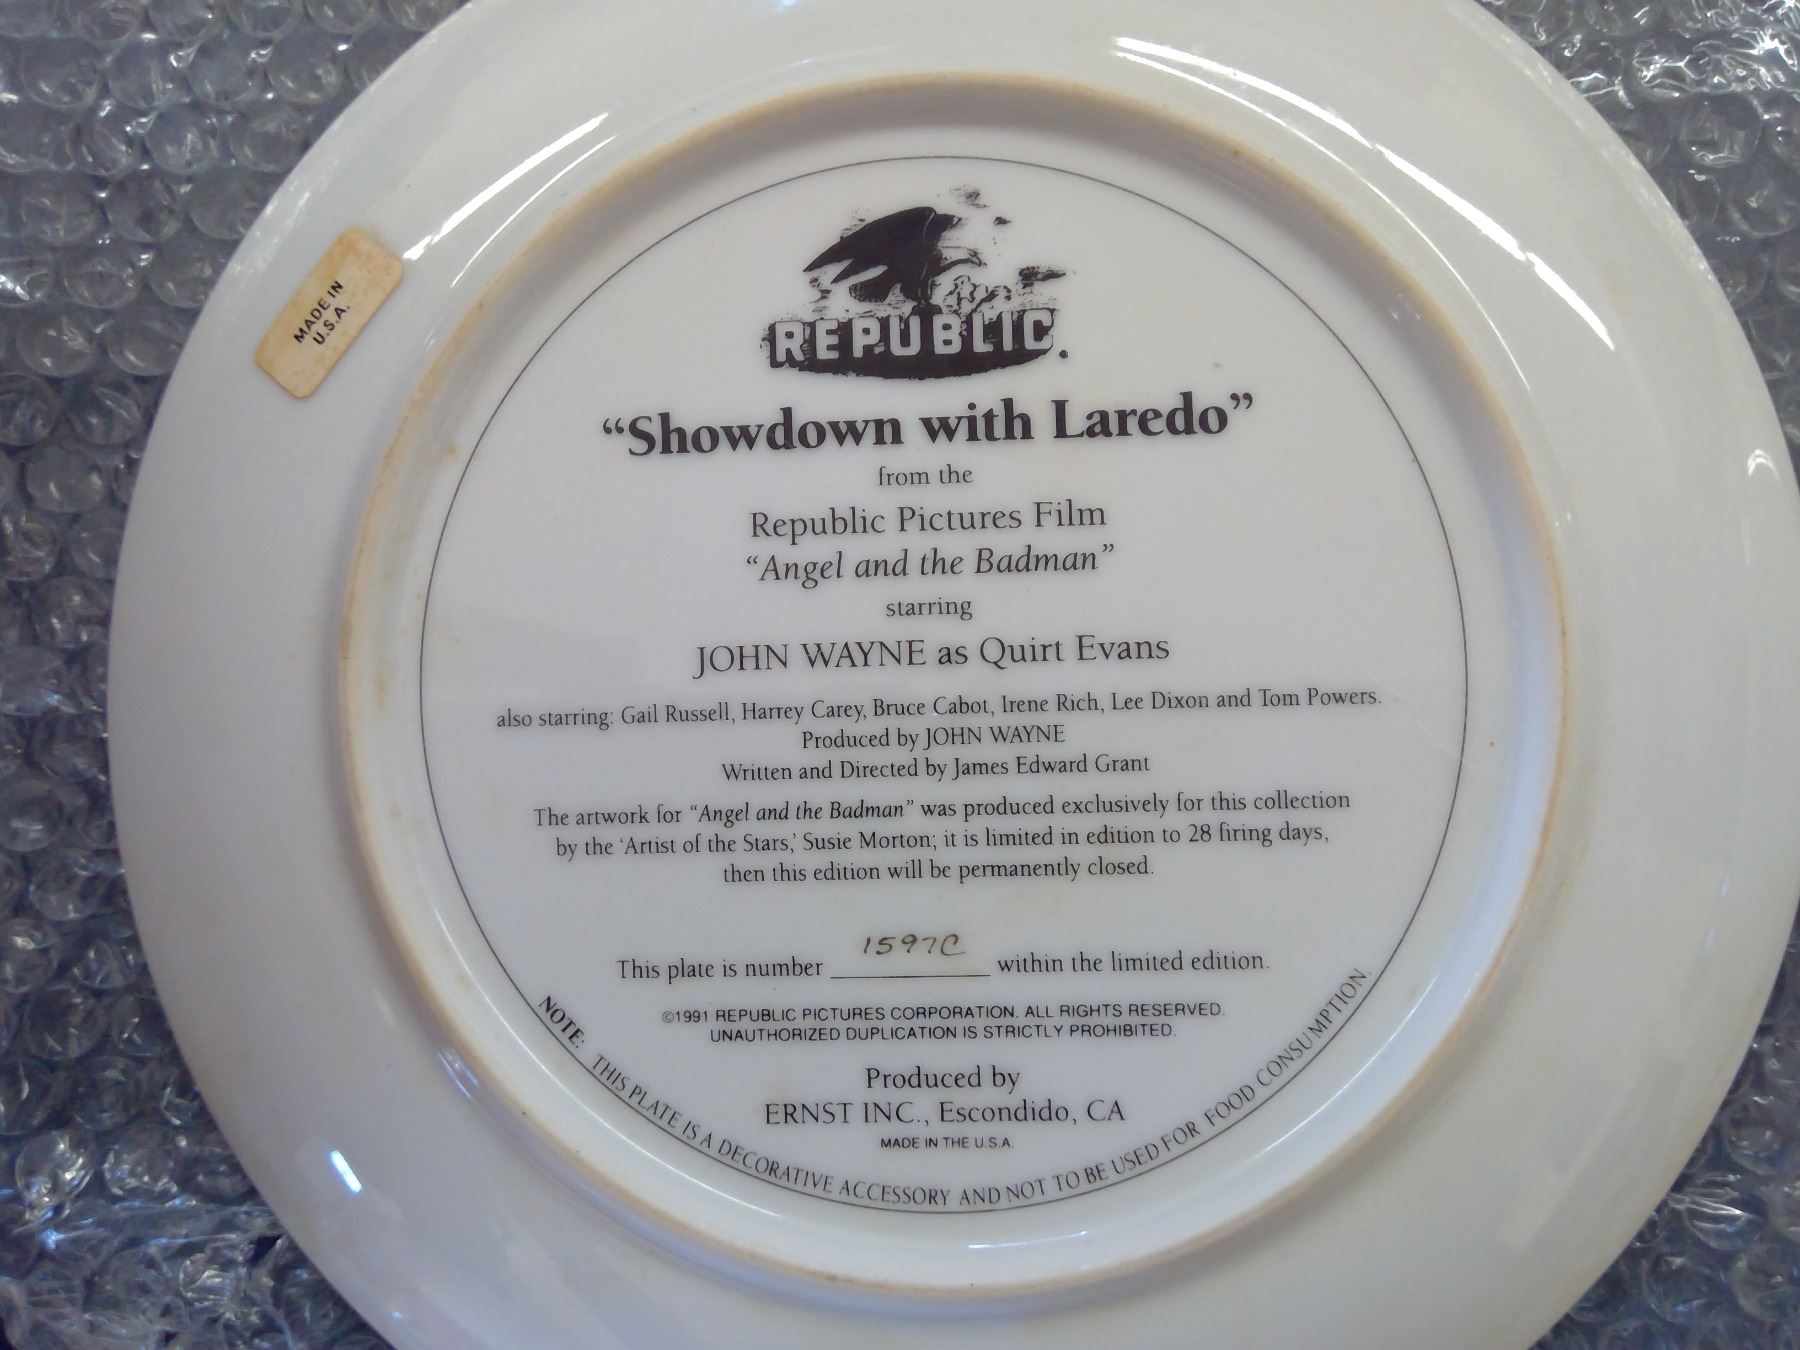 MADE IN
U.S.A.
REPUBLIC.
“Showdown with Laredo”
from the
Republic Pictures Film
“Angel and the Badman”
starring
JOHN WAYNE as Quirt Evans
also starring: Gail Russell, Harrey Carey, Bruce Cabot, Irene Rich, Lee Dixon and Tom Powers.
Produced by JOHN WAYNE
Written and Directed by James Edward Grant
The artwork for “Angel and the Badman” was produced exclusively for this collection
by the ‘Artist of the Stars,’ Susie Morton; it is limited in edition to 28 firing days,
then this edition will be permanently closed.
This plate is number 1597C within the limited edition.
©1991 REPUBLIC PICTURES CORPORATION. ALL RIGHTS RESERVED.
UNAUTHORIZED DUPLICATION IS STRICTLY PROHIBITED.
Produced by
ERNST INC., Escondido, CA
MADE IN THE U.S.A.
NOTE: THIS PLATE IS A DECORATIVE ACCESSORY AND NOT TO BE USED FOR FOOD CONSUMPTION.